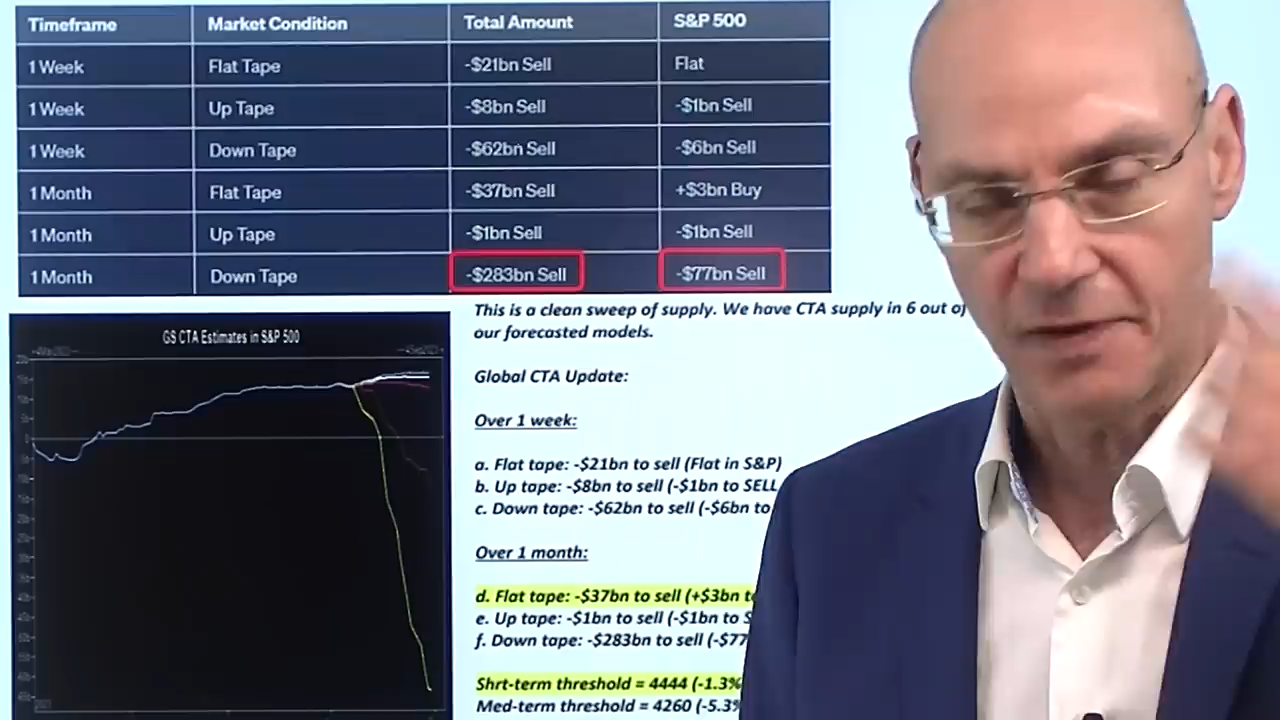 Timeframe Market Condition Total Amount S&P 500
1 Week Flat Tape -$21bn Sell Flat
1 Week Up Tape -$8bn Sell -$1bn Sell
1 Week Down Tape -$62bn Sell -$6bn Sell
1 Month Flat Tape -$37bn Sell +$3bn Buy
1 Month Up Tape -$1bn Sell -$1bn Sell
1 Month Down Tape -$283bn Sell -$77bn Sell
This is a clean sweep of supply. We have CTA supply in 6 out of
our forecasted models.
Global CTA Update:
Over 1 week:
a. Flat tape: -$21bn to sell (Flat in S&P)
b. Up tape: -$8bn to sell (-$1bn to SELL
c. Down tape: -$62bn to sell (-$6bn to
Over 1 month:
d. Flat tape: -$37bn to sell (+$3bn t
e. Up tape: -$1bn to sell (-$1bn to S
f. Down tape: -$283bn to sell (-$77
Shrt-term threshold = 4444 (-1.3%
Med-term threshold = 4260 (-5.3%
GS CTA Estimates in S&P 500